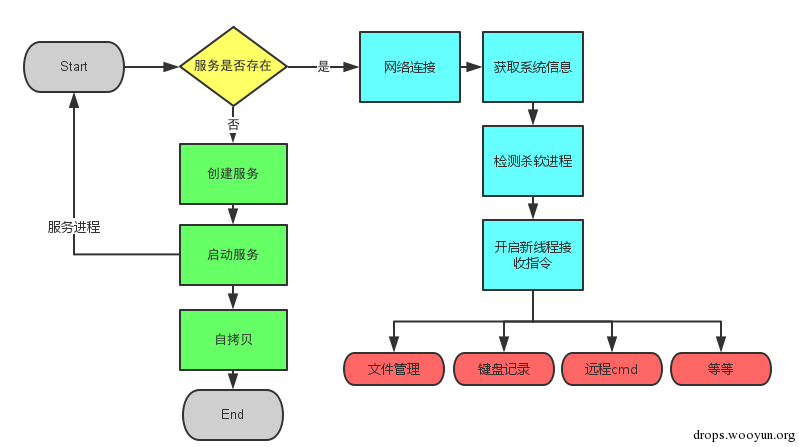 Start
服务是否存在
是
网络连接
获取系统信息
否
创建服务
检测杀软进程
服务进程
启动服务
开启新线程接
收指令
自拷贝
文件管理
键盘记录
远程cmd
等等
End
drops.wooyun.org